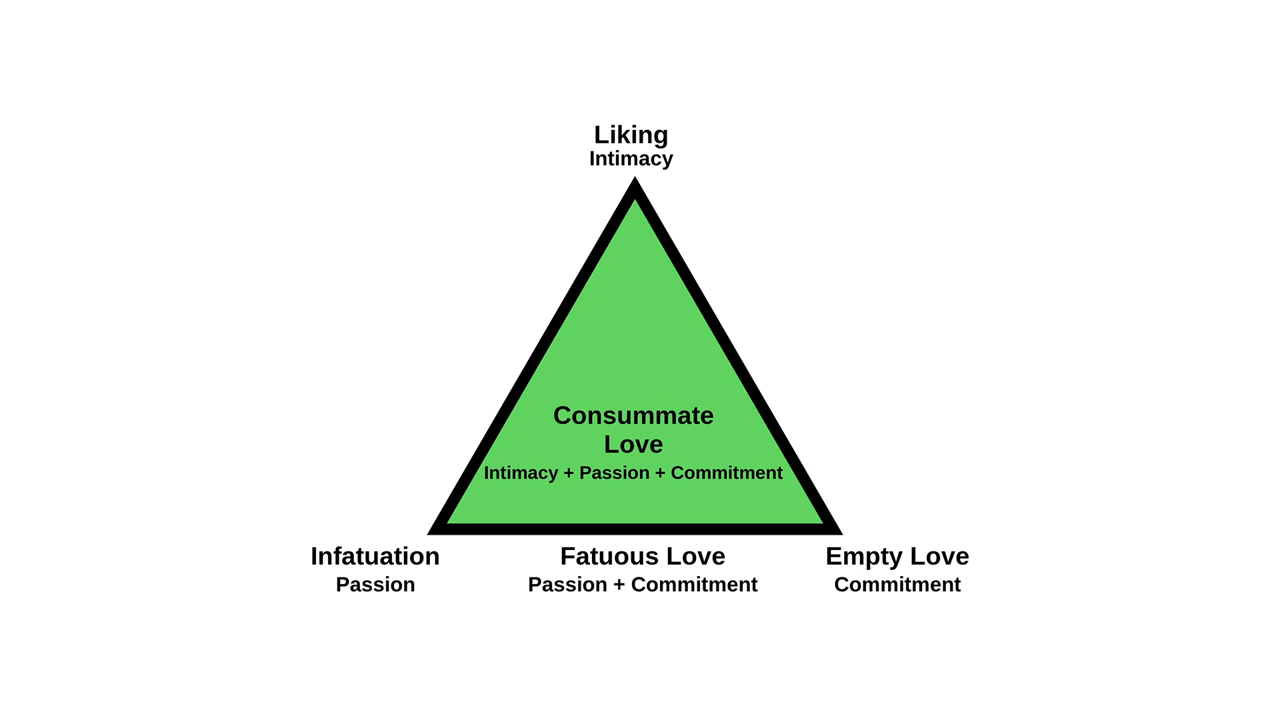 Liking
Intimacy
Consummate
Love
Intimacy + Passion + Commitment
Infatuation
Passion
Fatuous Love
Passion + Commitment
Empty Love
Commitment